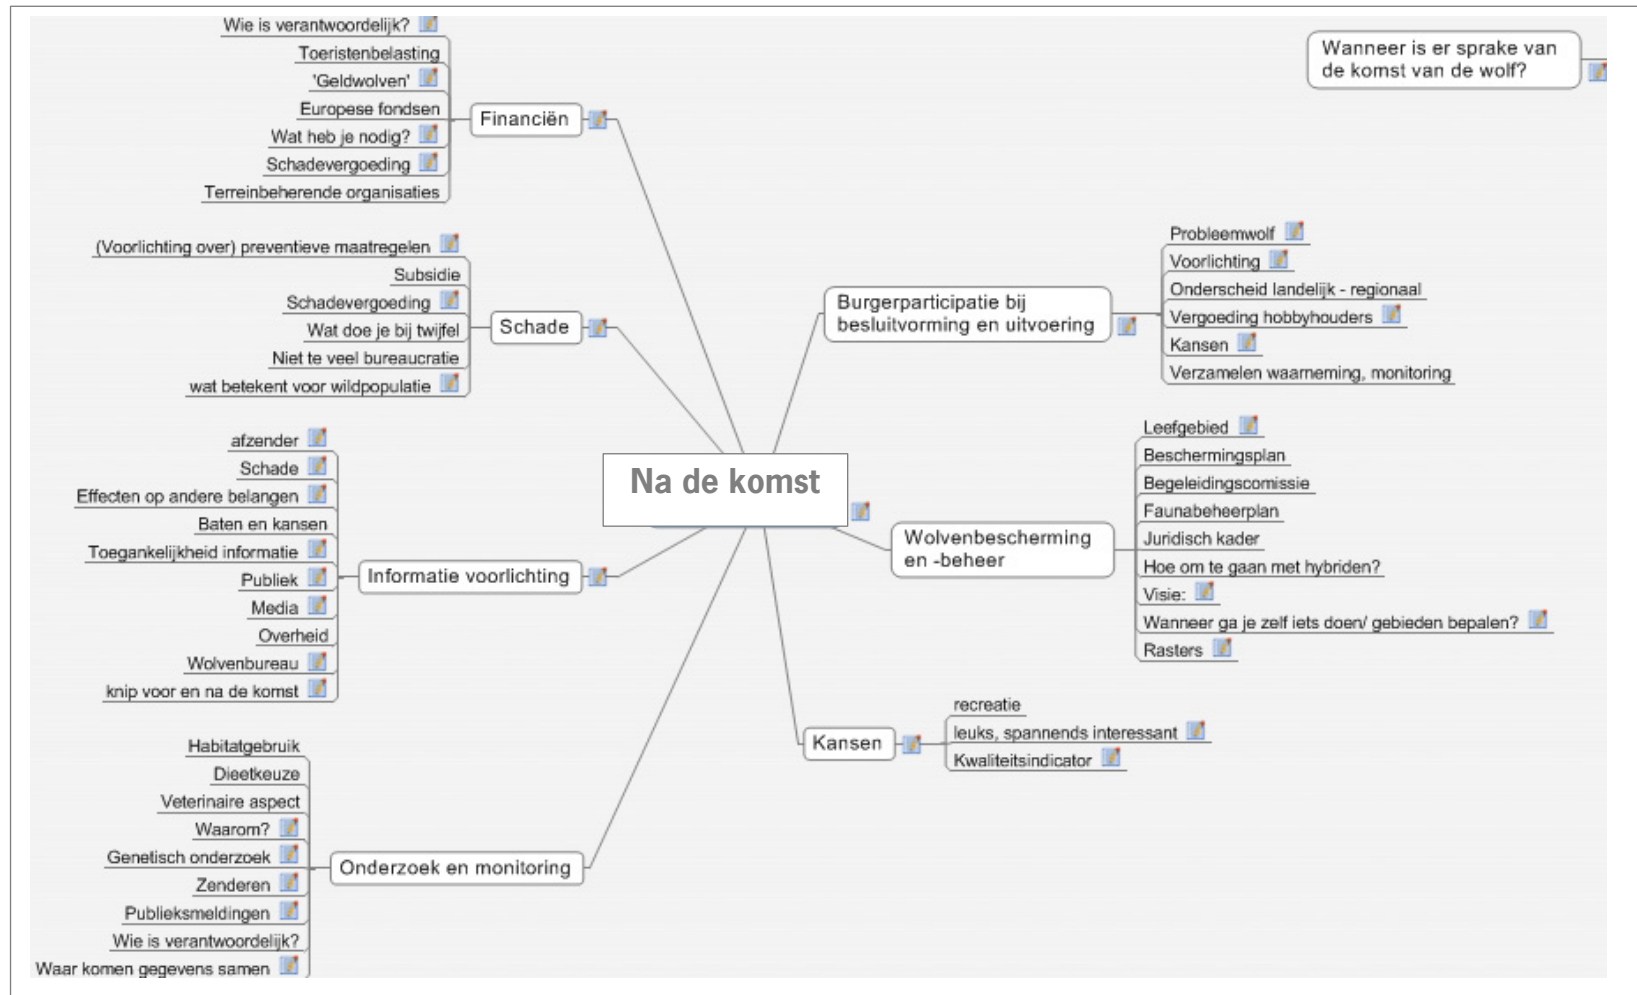 Wie is verantwoordelijk?
Toeristenbelasting
'Geldwolven'
Europese fondsen
Wat heb je nodig?
Schadevergoeding
Terreinbeherende organisaties
Financiën
(Voorlichting over) preventieve maatregelen
Subsidie
Schadevergoeding
Wat doe je bij twijfel
Niet te veel bureaucratie
wat betekent voor wildpopulatie
Schade
afzender
Schade
Effecten op andere belangen
Baten en kansen
Toegankelijkheid informatie
Publiek
Media
Overheid
Wolvenbureau
knip voor en na de komst
Informatie voorlichting
Habitatgebruik
Dieetkeuze
Veterinaire aspect
Waarom?
Genetisch onderzoek
Zenderen
Publieksmeldingen
Wie is verantwoordelijk?
Waar komen gegevens samen
Onderzoek en monitoring
Na de komst
Wanneer is er sprake van
de komst van de wolf?
Burgerparticipatie bij
besluitvorming en uitvoering
Probleemwolf
Voorlichting
Onderscheid landelijk - regionaal
Vergoeding hobbyhouders
Kansen
Verzamelen waarneming, monitoring
Wolvenbescherming
en -beheer
Leefgebied
Beschermingsplan
Begeleidingscomissie
Faunabeheerplan
Juridisch kader
Hoe om te gaan met hybriden?
Visie:
Wanneer ga je zelf iets doen/ gebieden bepalen?
Rasters
Kansen
recreatie
leuks, spannends interessant
Kwaliteitsindicator